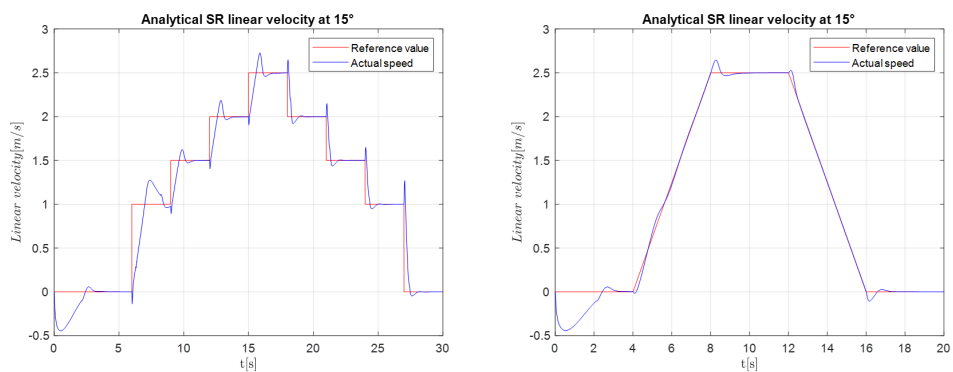 Analytical SR linear velocity at 15°
Reference value
Actual speed
Linear velocity[m/s]
3
2.5
2
1.5
1
0.5
0
-0.5
0 5 10 15 20 25 30
t[s]
Analytical SR linear velocity at 15°
Reference value
Actual speed
Linear velocity[m/s]
3
2.5
2
1.5
1
0.5
0
-0.5
0 2 4 6 8 10 12 14 16 18 20
t[s]